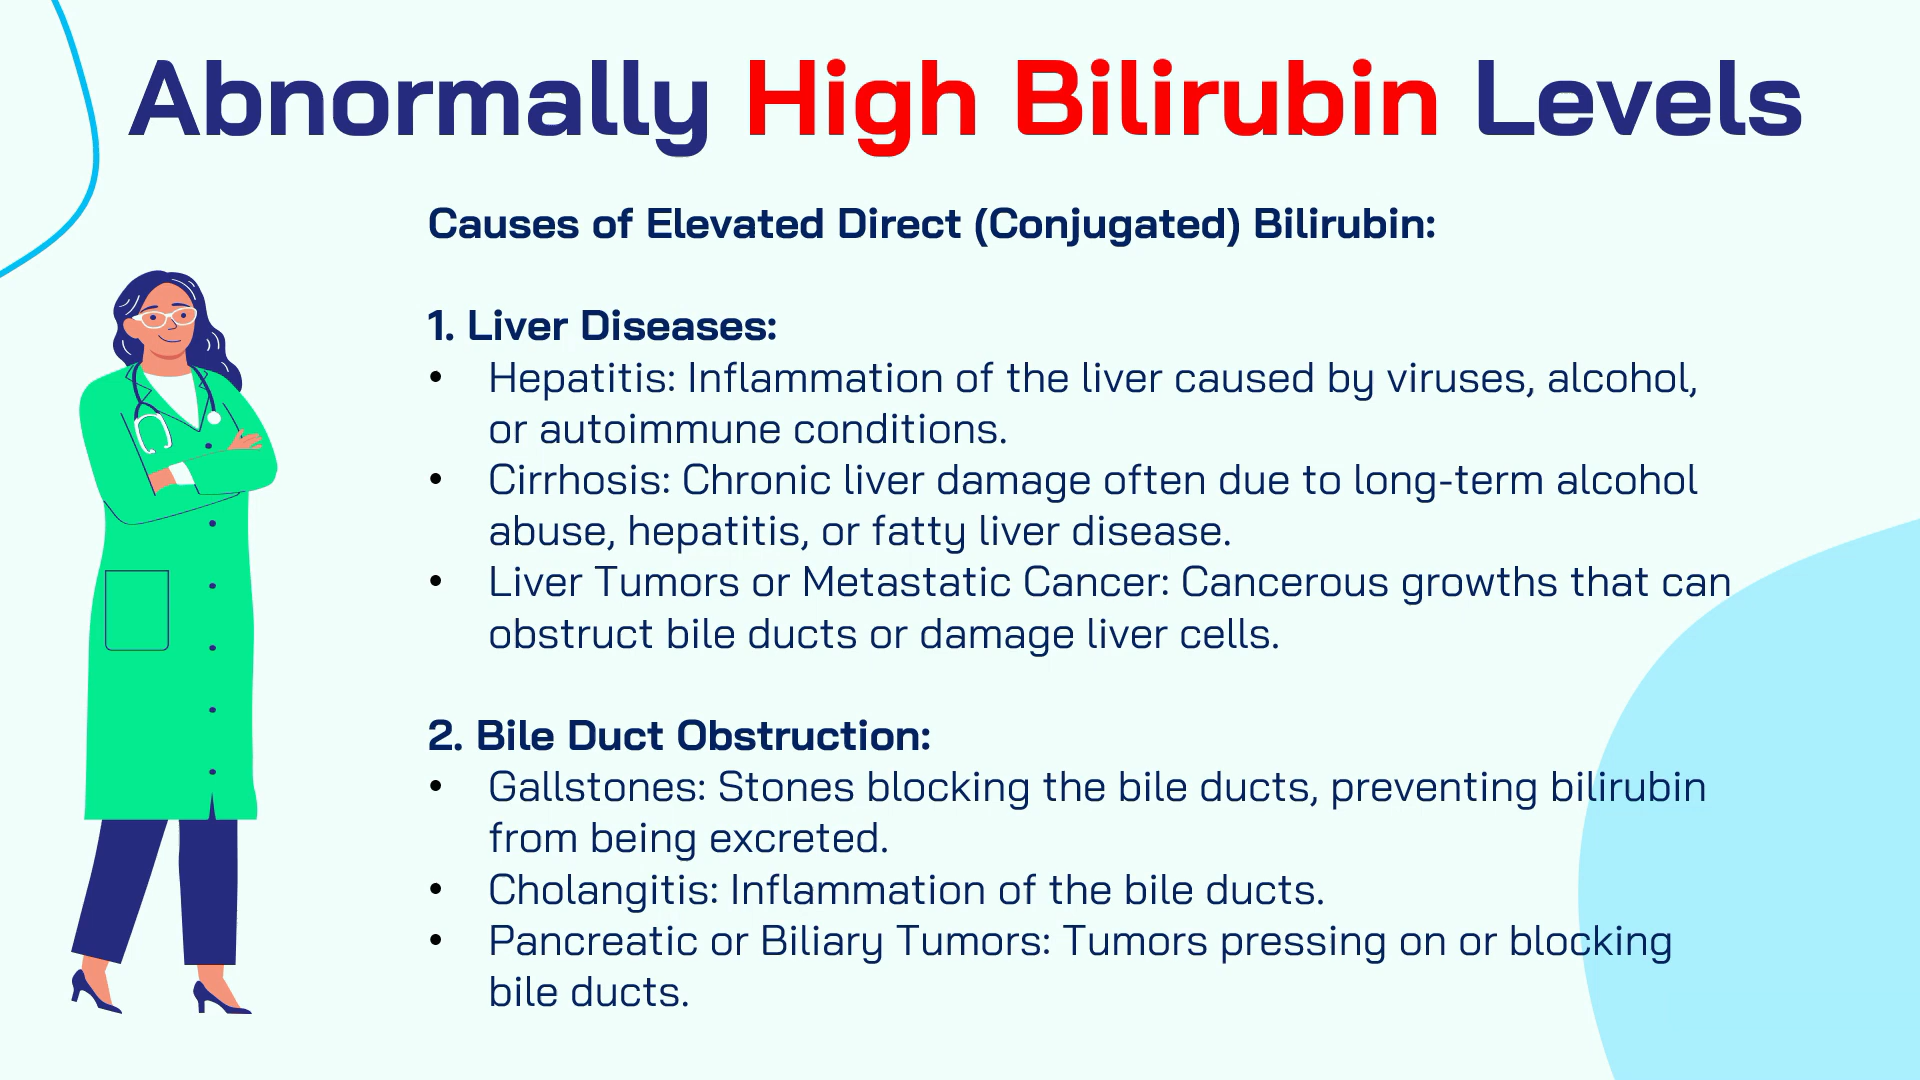 Abnormally High Bilirubin Levels
Causes of Elevated Direct (Conjugated) Bilirubin:
1. Liver Diseases:
• Hepatitis: Inflammation of the liver caused by viruses, alcohol,
or autoimmune conditions.
• Cirrhosis: Chronic liver damage often due to long-term alcohol
abuse, hepatitis, or fatty liver disease.
• Liver Tumors or Metastatic Cancer: Cancerous growths that can
obstruct bile ducts or damage liver cells.
2. Bile Duct Obstruction:
• Gallstones: Stones blocking the bile ducts, preventing bilirubin
from being excreted.
• Cholangitis: Inflammation of the bile ducts.
• Pancreatic or Biliary Tumors: Tumors pressing on or blocking
bile ducts.